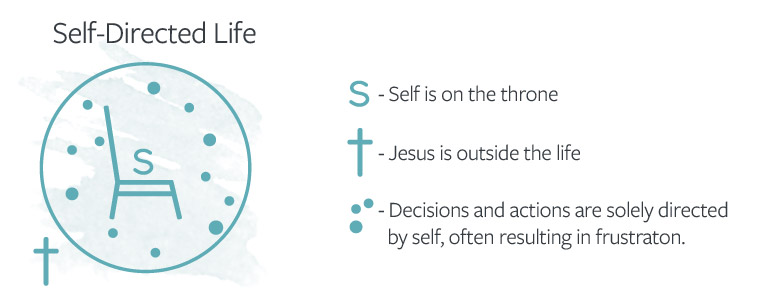 Self-Directed Life
S
S - Self is on the throne
- Jesus is outside the life
- Decisions and actions are solely directed
by self, often resulting in frustraton.